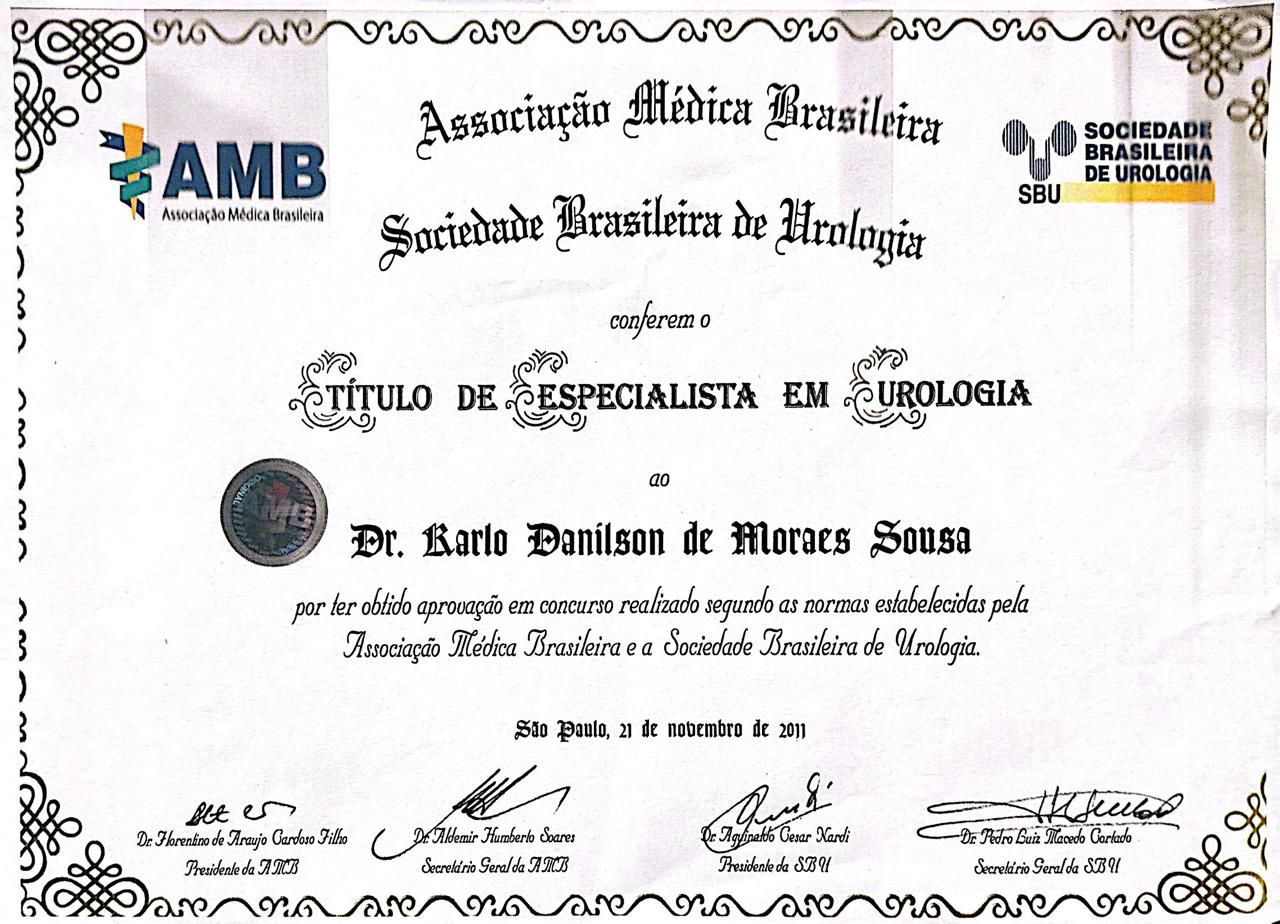 Associação Médica Brasileira
AMB
Associação Médica Brasileira
SOCIEDADE
BRASILEIRA
DE UROLOGIA
SBU
Sociedade Brasileira de Urologia
conferem o
TÍTULO DE ESPECIALISTA EM UROLOGIA
ao
Dr. Karlo Danilson de Moraes Sousa
por ter obtido aprovação em concurso realizado segundo as normas estabelecidas pela
Associação Médica Brasileira e a Sociedade Brasileira de Urologia.
São Paulo, 21 de novembro de 2011
Dr. Florentino de Araujo Cardoso Filho
Presidente da AMB
Dr. Aldemir Humberto Soares
Secretário Geral da AMB
Dr. Aguinaldo Cesar Nardi
Presidente da SBU
Dr. Pedro Luiz Macedo Cortado
Secretário Geral da SBU